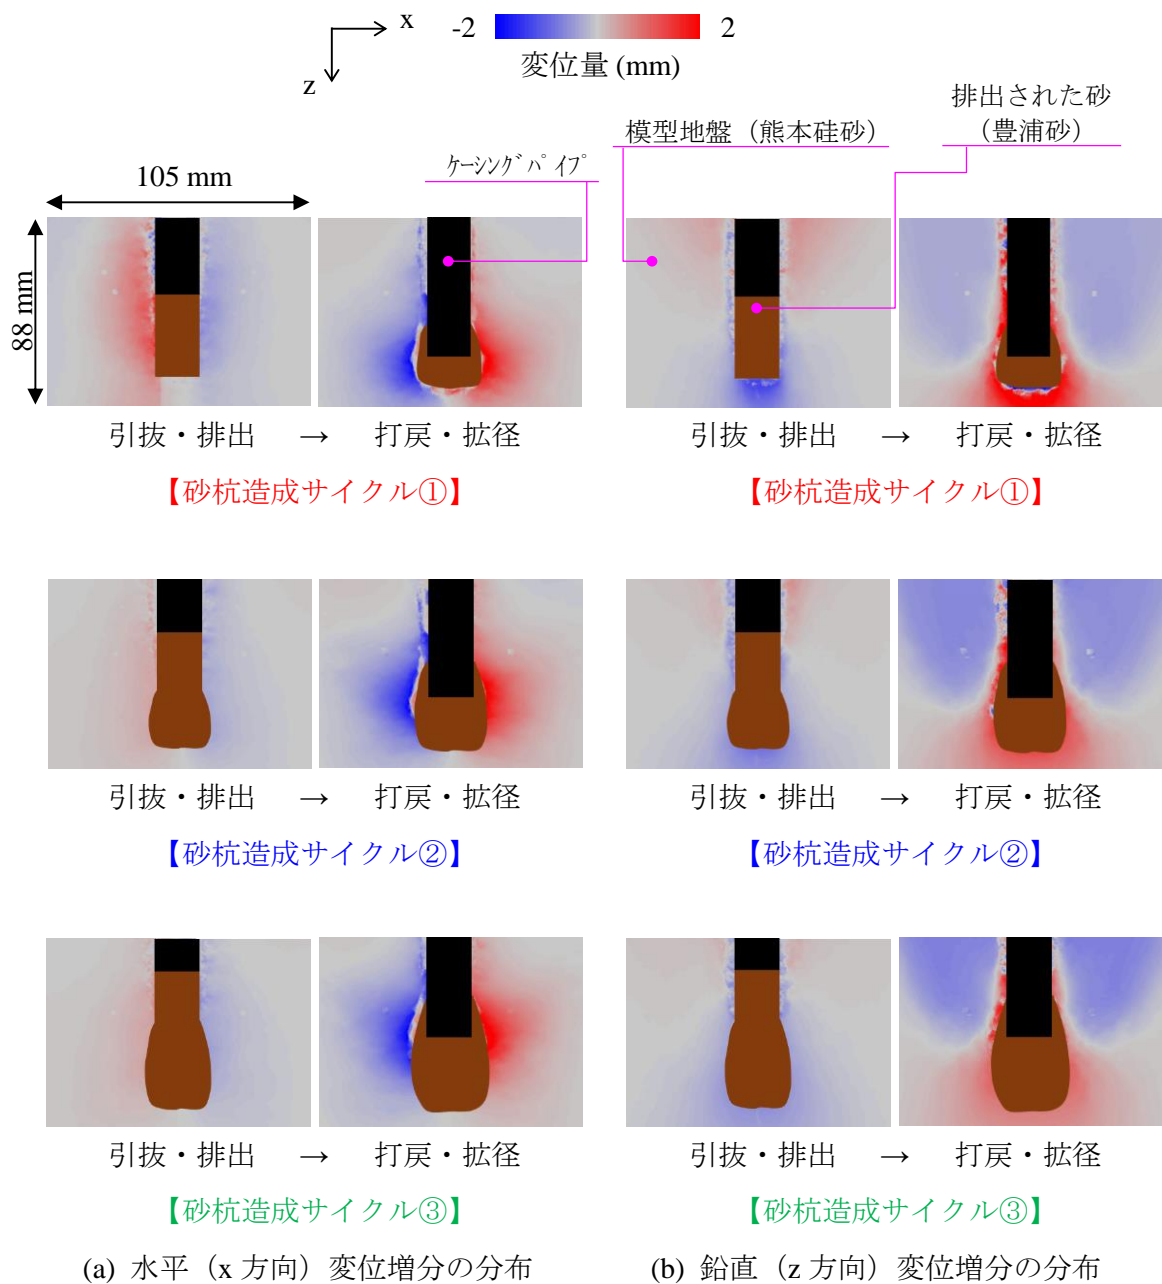 x
-2
2
z
変位量 (mm)
排出された砂
(豊浦砂)
模型地盤（熊本硅砂）
ｹｰｼﾝｸﾞﾊﾟｲﾌﾟ
105 mm
88 mm
引抜・排出 → 打戻・拡径
引抜・排出 → 打戻・拡径
【砂杭造成サイクル①】
【砂杭造成サイクル①】
引抜・排出 → 打戻・拡径
引抜・排出 → 打戻・拡径
【砂杭造成サイクル②】
【砂杭造成サイクル②】
引抜・排出 → 打戻・拡径
引抜・排出 → 打戻・拡径
【砂杭造成サイクル③】
【砂杭造成サイクル③】
(a) 水平（x 方向）変位増分の分布
(b) 鉛直（z 方向）変位増分の分布